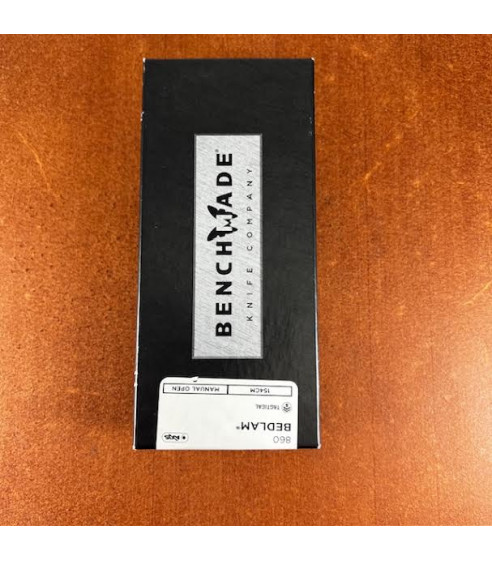 BENCHMADE®
KNIFE COMPANY
860
BEDLAM®
TACTICAL
154CM MANUAL OPEN